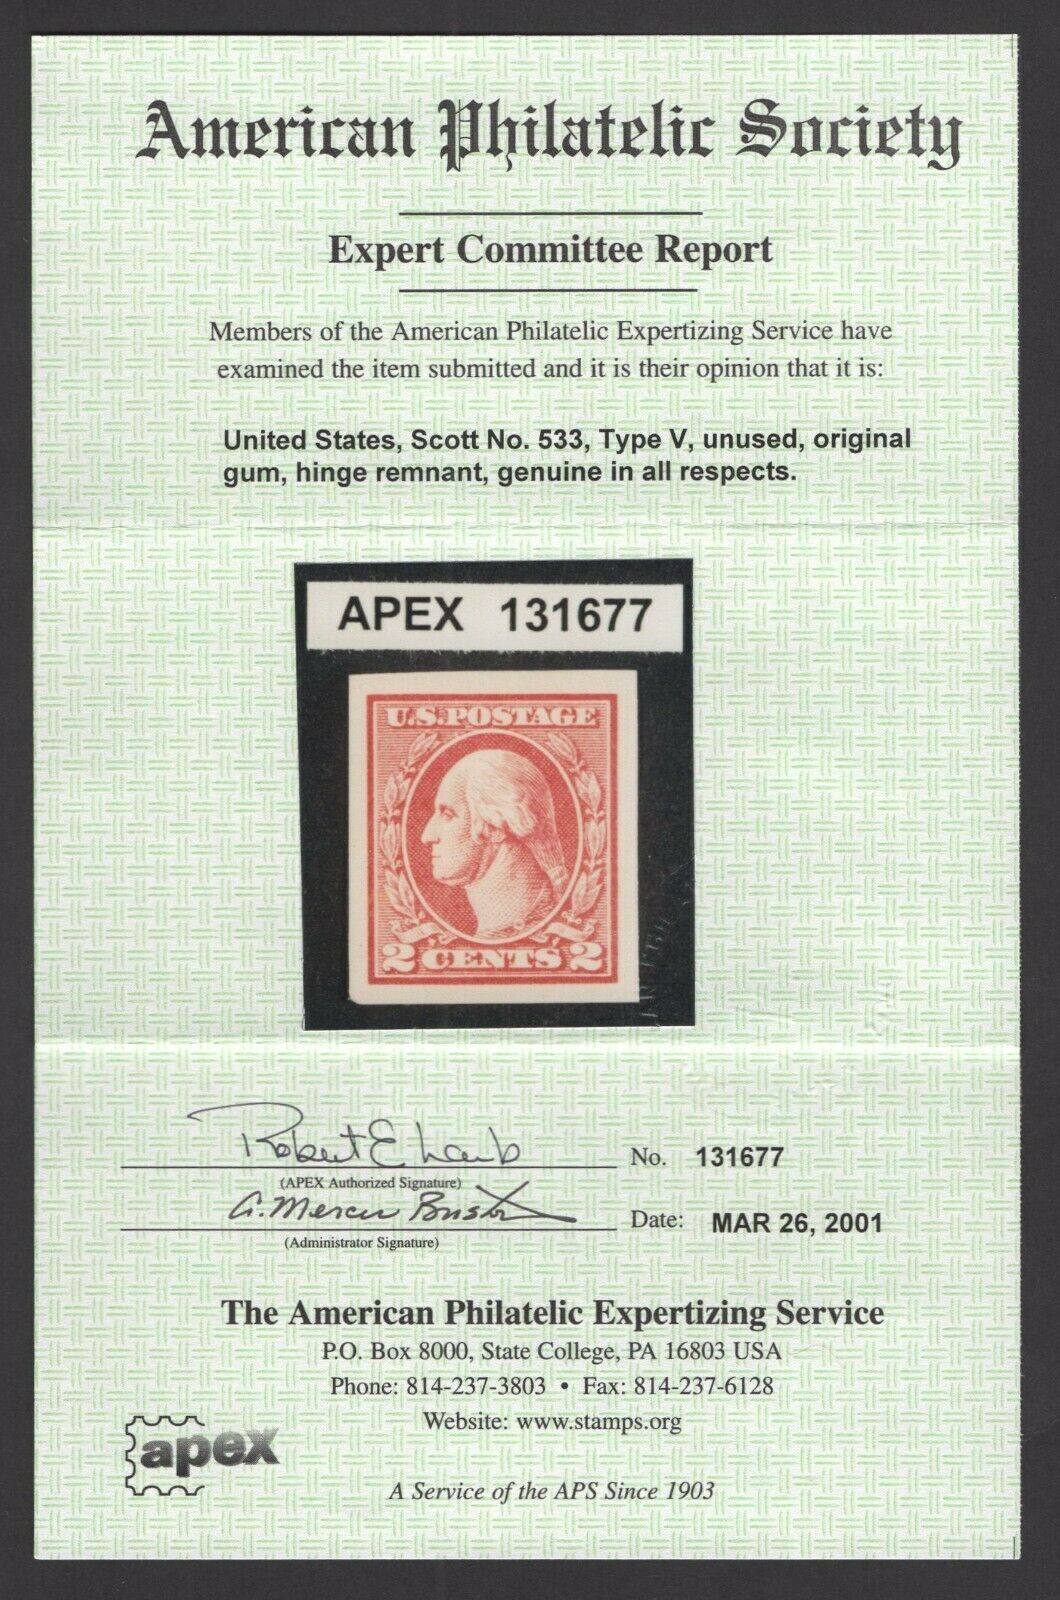 American Philatelic Society
Expert Committee Report
Members of the American Philatelic Expertizing Service have
examined the item submitted and it is their opinion that it is:
United States, Scott No. 533, Type V, unused, original
gum, hinge remnant, genuine in all respects.
APEX 131677
U.S.POSTAGE
2 CENTS 2
Robert E Lamb
No. 131677
(APEX Authorized Signature)
G. Mercer Bristow
Date: MAR 26, 2001
(Administrator Signature)
The American Philatelic Expertizing Service
P.O. Box 8000, State College, PA 16803 USA
Phone: 814-237-3803 • Fax: 814-237-6128
Website: www.stamps.org
apex
A Service of the APS Since 1903